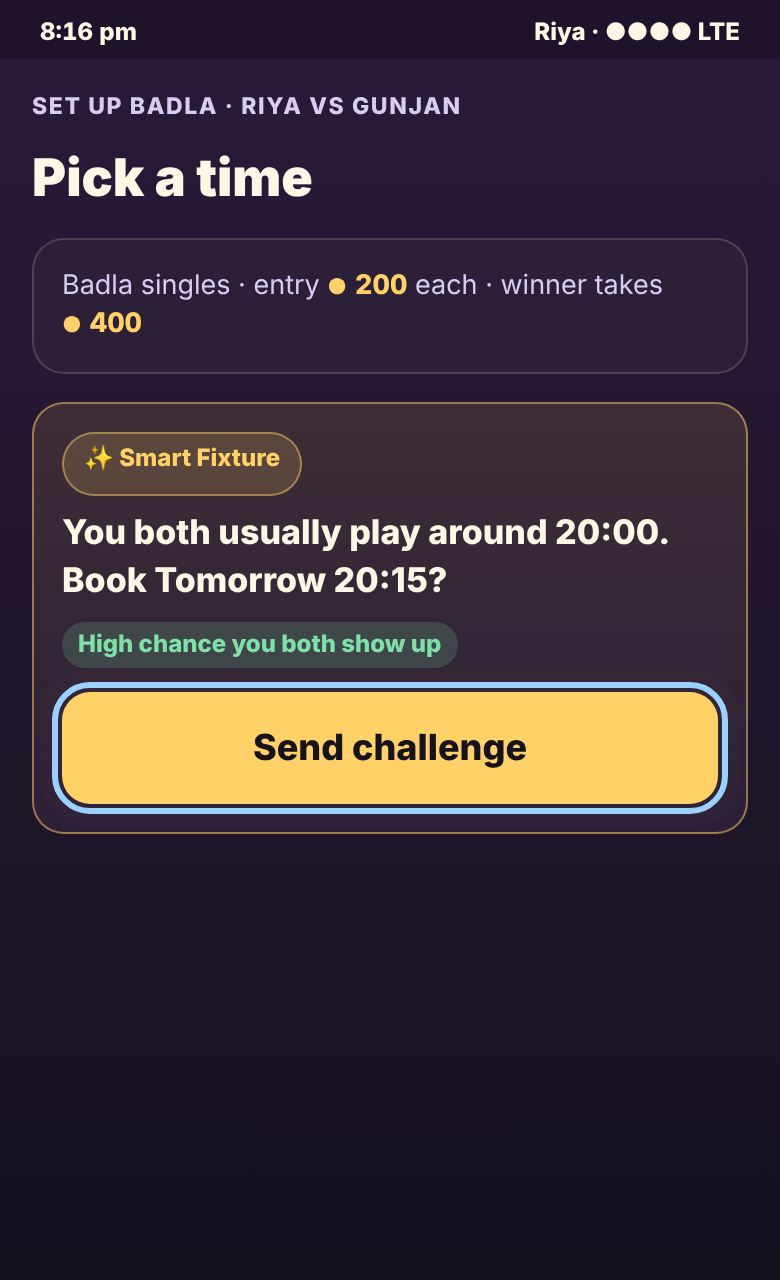 8:16 pm
Riya · ●●●● LTE
SET UP BADLA · RIYA VS GUNJAN
Pick a time
Badla singles · entry ● 200 each · winner takes
● 400
✨ Smart Fixture
You both usually play around 20:00.
Book Tomorrow 20:15?
High chance you both show up
Send challenge